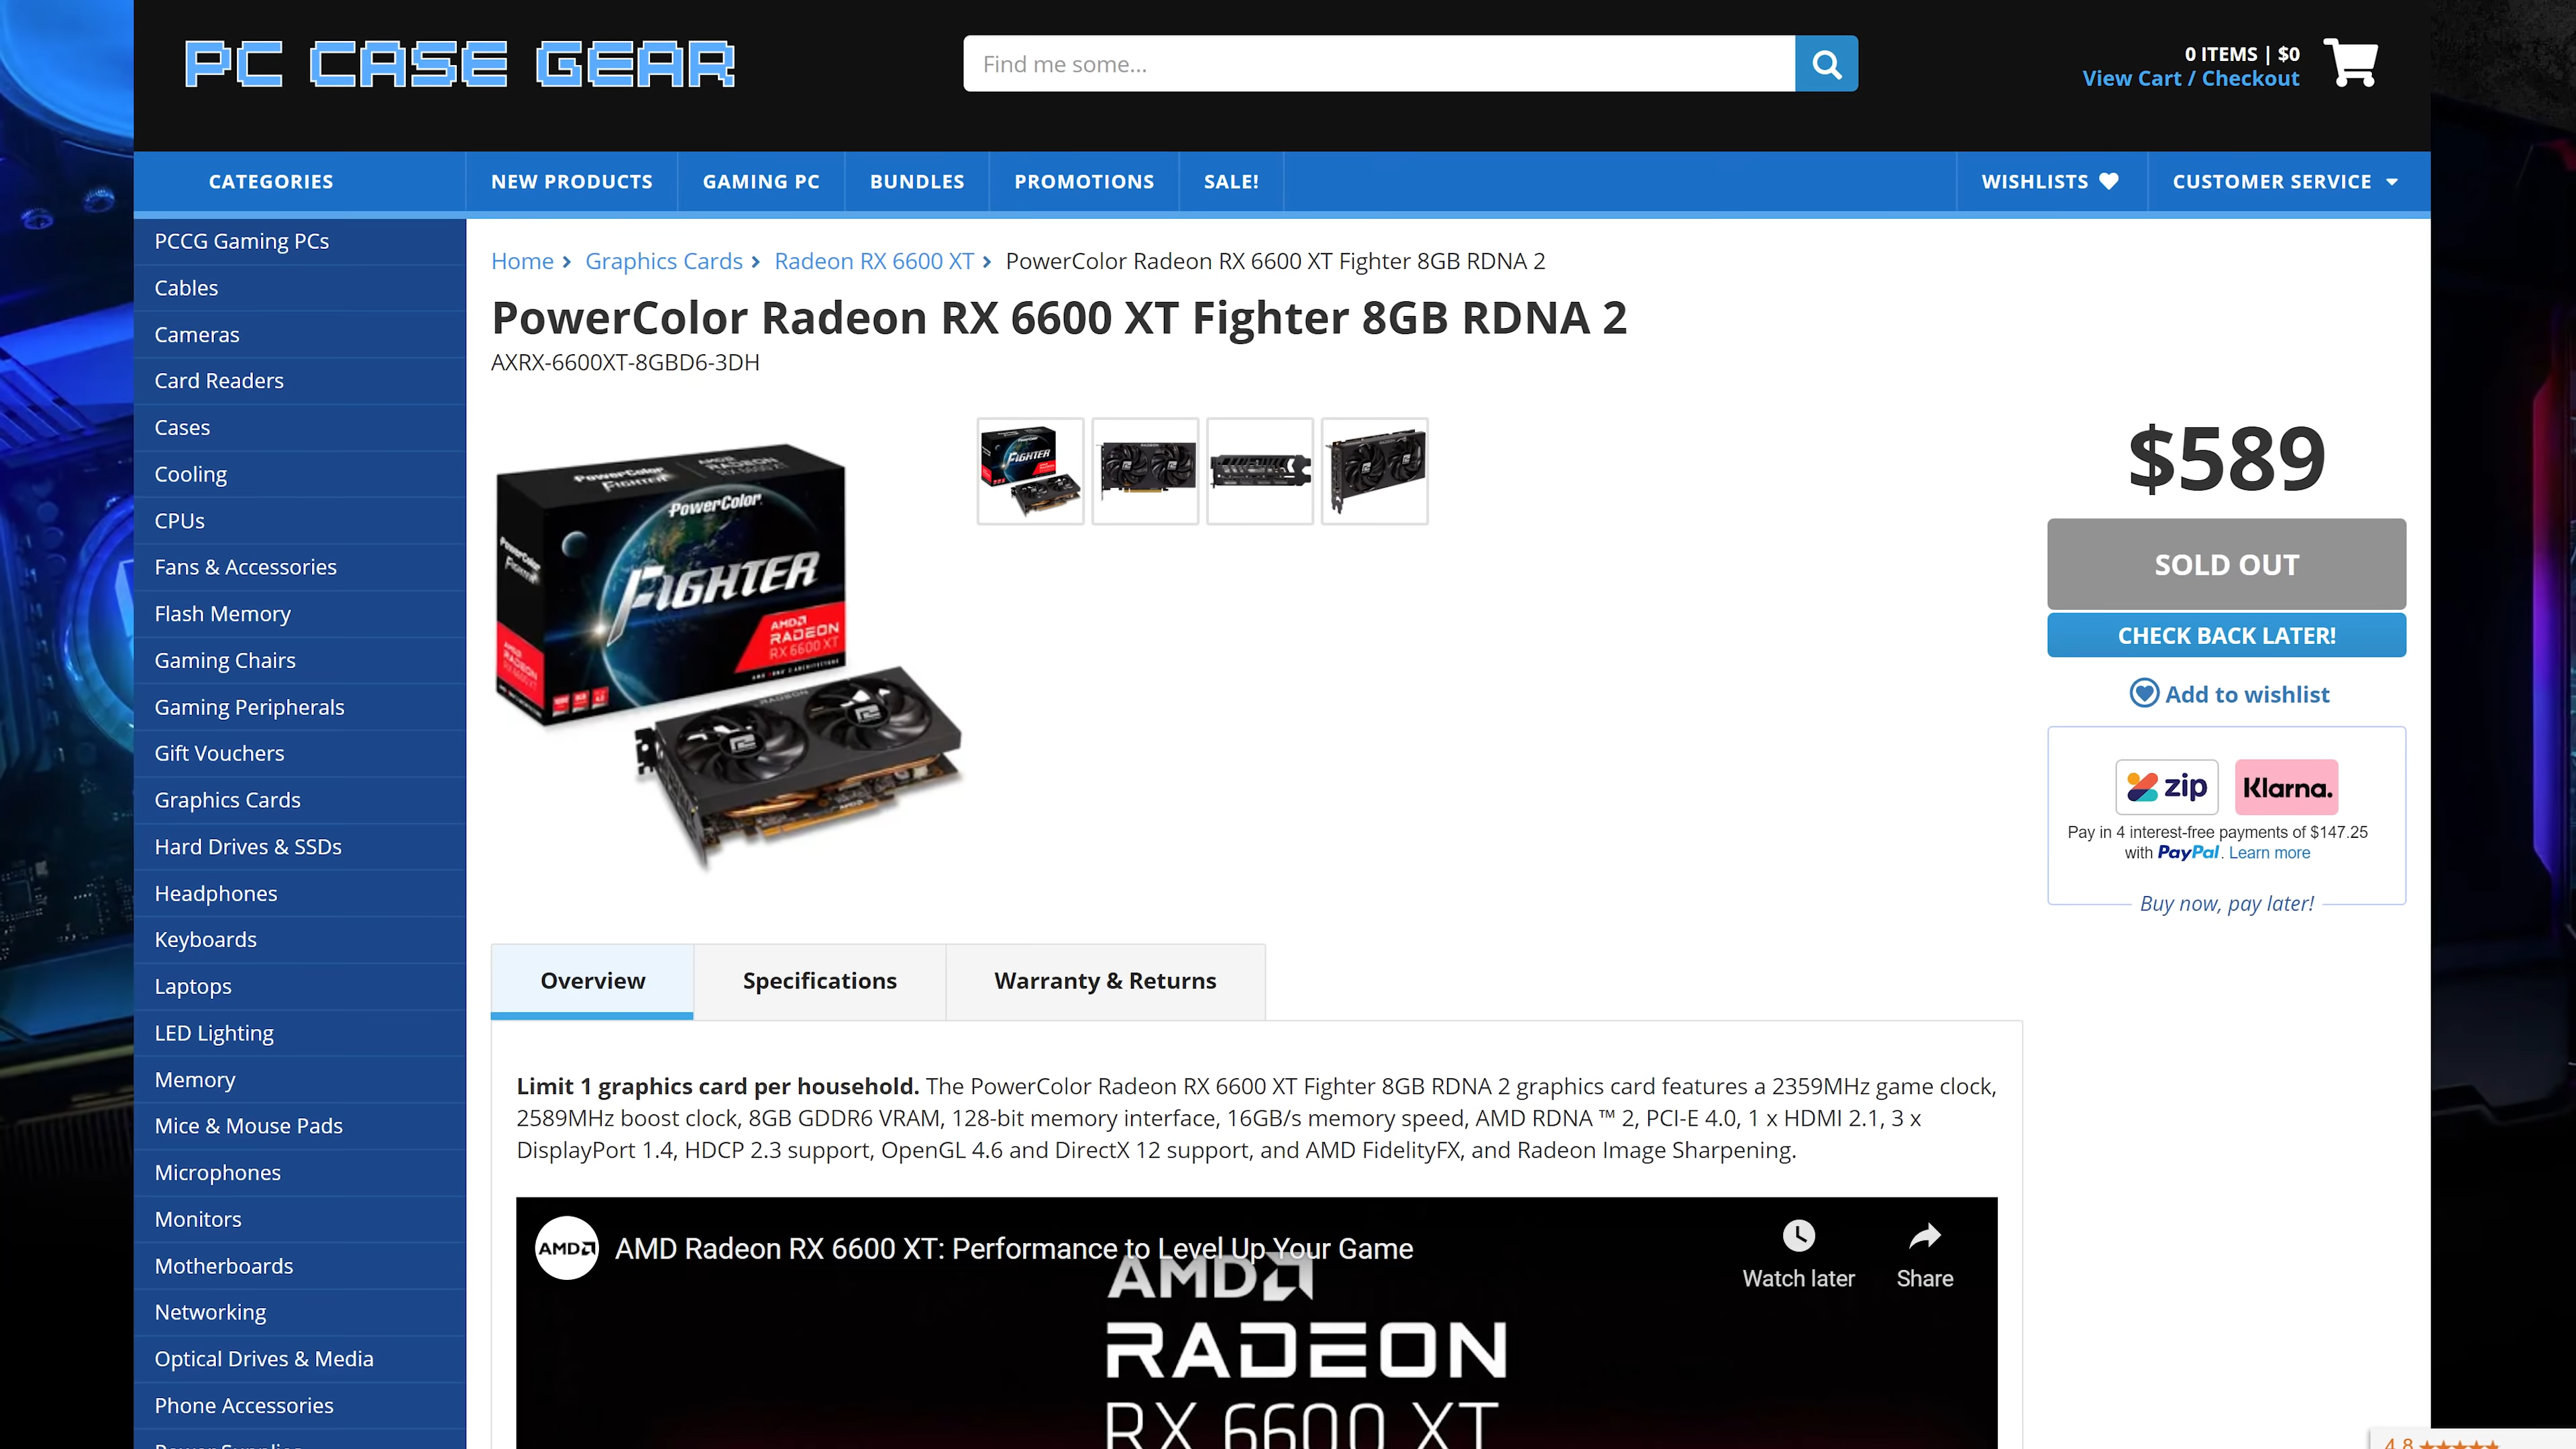 PC CASE GEAR
Find me some...
0 ITEMS | $0
View Cart / Checkout
CATEGORIES
NEW PRODUCTS
GAMING PC
BUNDLES
PROMOTIONS
SALE!
WISHLISTS
CUSTOMER SERVICE
PCCG Gaming PCs
Cables
Cameras
Card Readers
Cases
Cooling
CPUs
Fans & Accessories
Flash Memory
Gaming Chairs
Gaming Peripherals
Gift Vouchers
Graphics Cards
Hard Drives & SSDs
Headphones
Keyboards
Laptops
LED Lighting
Memory
Mice & Mouse Pads
Microphones
Monitors
Motherboards
Networking
Optical Drives & Media
Phone Accessories
Home > Graphics Cards > Radeon RX 6600 XT > PowerColor Radeon RX 6600 XT Fighter 8GB RDNA 2
PowerColor Radeon RX 6600 XT Fighter 8GB RDNA 2
AXRX-6600XT-8GBD6-3DH
PowerColor
FIGHTER
AMD
RADEON
RX 6600 XT
PowerColor
FIGHTER
AMD
RADEON
RX 6600 XT
$589
SOLD OUT
CHECK BACK LATER!
Add to wishlist
zip
Klarna.
Pay in 4 interest-free payments of $147.25
with PayPal. Learn more
Buy now, pay later!
Overview
Specifications
Warranty & Returns
Limit 1 graphics card per household. The PowerColor Radeon RX 6600 XT Fighter 8GB RDNA 2 graphics card features a 2359MHz game clock,
2589MHz boost clock, 8GB GDDR6 VRAM, 128-bit memory interface, 16GB/s memory speed, AMD RDNA ™ 2, PCI-E 4.0, 1 x HDMI 2.1, 3 x
DisplayPort 1.4, HDCP 2.3 support, OpenGL 4.6 and DirectX 12 support, and AMD FidelityFX, and Radeon Image Sharpening.
AMD
AMD Radeon RX 6600 XT: Performance to Level Up Your Game
Watch later
Share
AMD
RADEON
RX 6600 XT
4.8